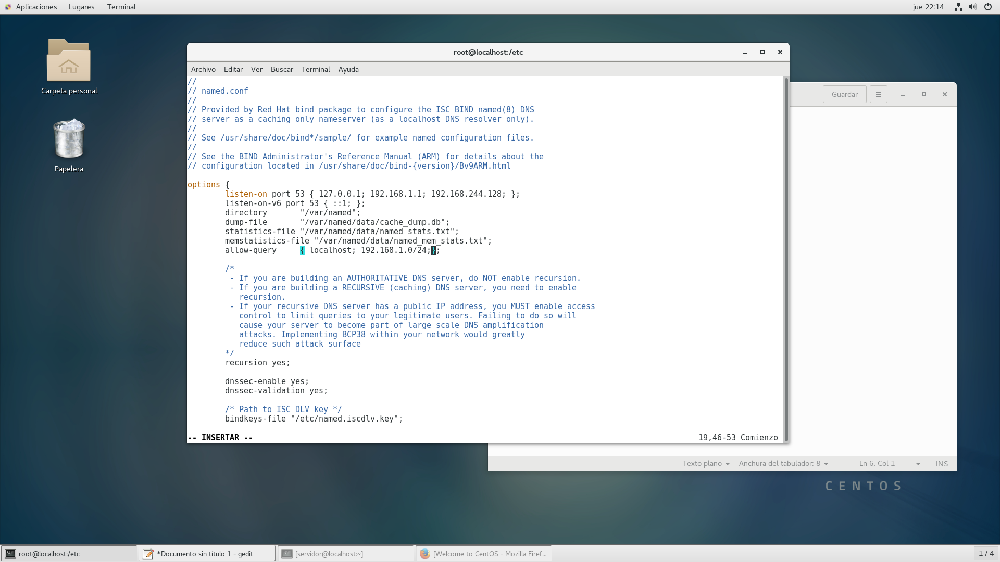 Aplicaciones Lugares Terminal jue 22:14
Carpeta personal
Papelera
root@localhost:/etc
Archivo Editar Ver Buscar Terminal Ayuda
//
// named.conf
//
// Provided by Red Hat bind package to configure the ISC BIND named(8) DNS
// server as a caching only nameserver (as a localhost DNS resolver only).
//
// See /usr/share/doc/bind*/sample/ for example named configuration files.
//
// See the BIND Administrator's Reference Manual (ARM) for details about the
// configuration located in /usr/share/doc/bind-{version}/Bv9ARM.html

options {
        listen-on port 53 { 127.0.0.1; 192.168.1.1; 192.168.244.128; };
        listen-on-v6 port 53 { ::1; };
        directory       "/var/named";
        dump-file       "/var/named/data/cache_dump.db";
        statistics-file "/var/named/data/named_stats.txt";
        memstatistics-file "/var/named/data/named_mem_stats.txt";
        allow-query     { localhost; 192.168.1.0/24;};

        /*
         - If you are building an AUTHORITATIVE DNS server, do NOT enable recursion.
         - If you are building a RECURSIVE (caching) DNS server, you need to enable
           recursion.
         - If your recursive DNS server has a public IP address, you MUST enable access
           control to limit queries to your legitimate users. Failing to do so will
           cause your server to become part of large scale DNS amplification
           attacks. Implementing BCP38 within your network would greatly
           reduce such attack surface
        */
        recursion yes;

        dnssec-enable yes;
        dnssec-validation yes;

        /* Path to ISC DLV key */
        bindkeys-file "/etc/named.iscdlv.key";

-- INSERTAR -- 19,46-53 Comienzo
Guardar
Texto plano Anchura del tabulador: 8 Ln 6, Col 1 INS
CENTOS
root@localhost:/etc *Documento sin título 1 - gedit [servidor@localhost:~] [Welcome to CentOS - Mozilla Firef... 1 / 4